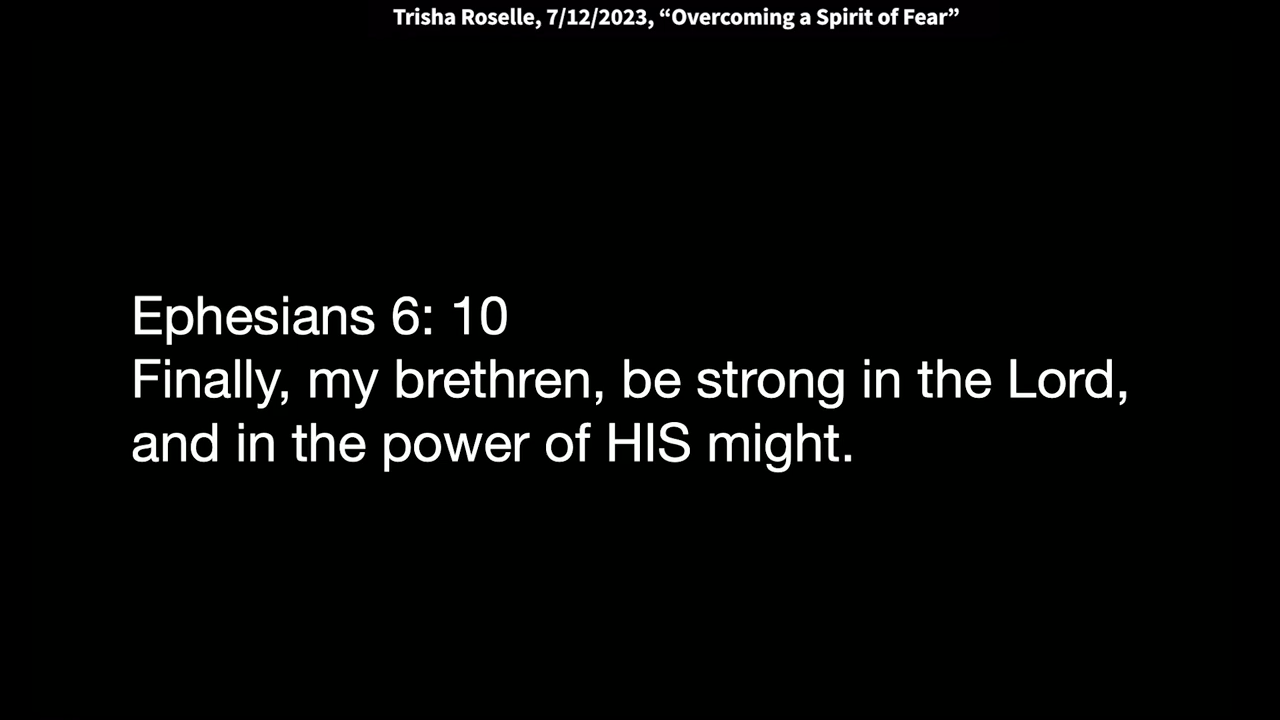 Trisha Roselle, 7/12/2023, “Overcoming a Spirit of Fear”
Ephesians 6: 10
Finally, my brethren, be strong in the Lord,
and in the power of HIS might.